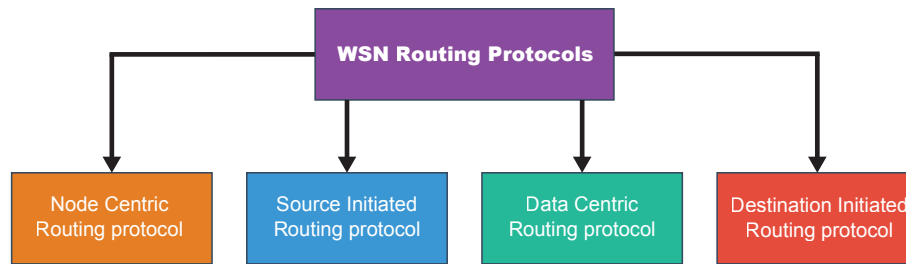 WSN Routing Protocols
Node Centric
Routing protocol
Source Initiated
Routing protocol
Data Centric
Routing protocol
Destination Initiated
Routing protocol